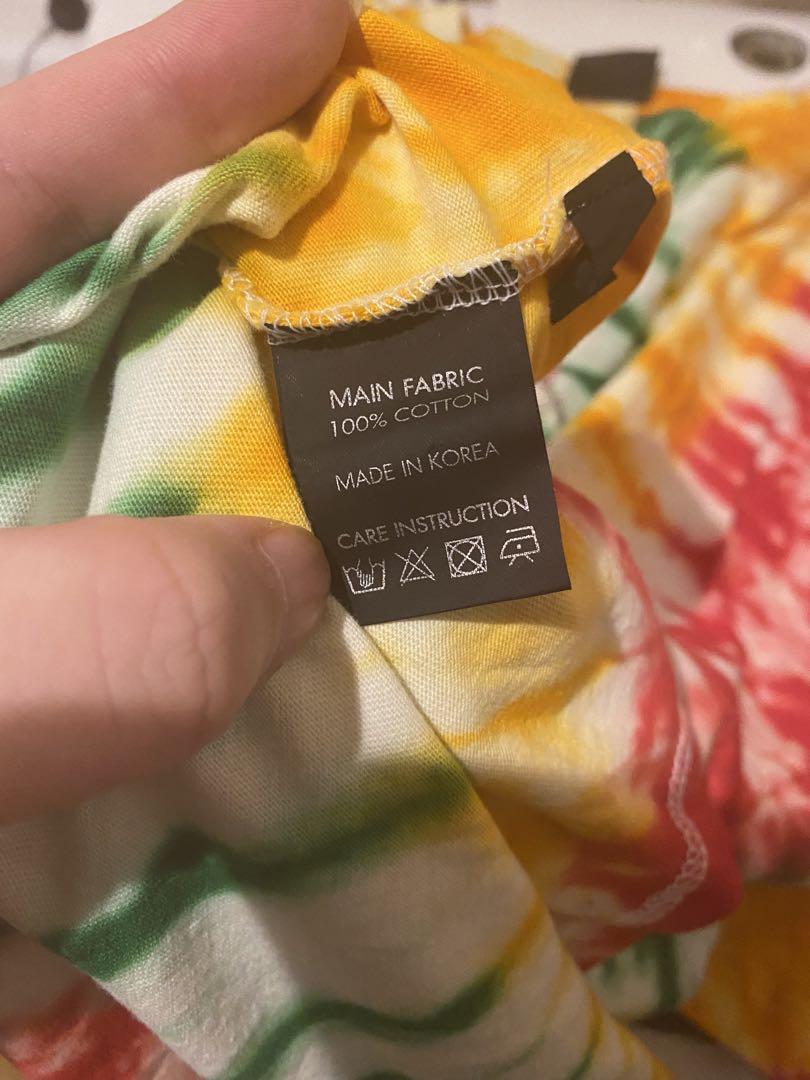 MAIN FABRIC
100% COTTON
MADE IN KOREA
CARE INSTRUCTION